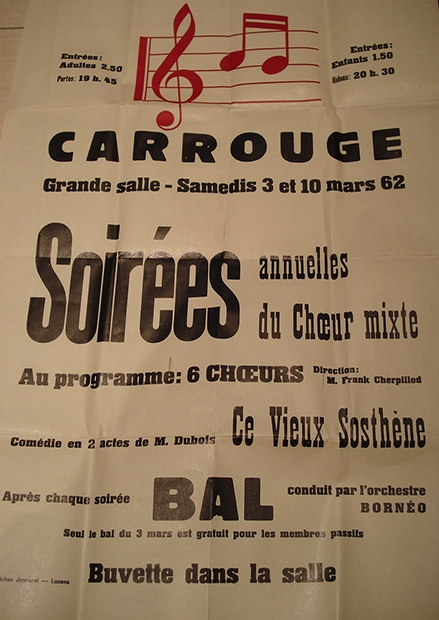 Entrées:
Adultes 2.50
Portes: 19 h. 45
Entrées:
Enfants 1.50
Rideau: 20 h. 30
CARROUGE
Grande salle - Samedis 3 et 10 mars 62
Soirées annuelles
du Chœur mixte
Au programme: 6 CHŒURS Direction:
M. Frank Cherpillod
Comédie en 2 actes de M. Dubois Ce Vieux Sosthène
Après chaque soirée BAL conduit par l'orchestre
BORNÉO
Seul le bal du 3 mars est gratuit pour les membres passifs
Buvette dans la salle
— Lucens